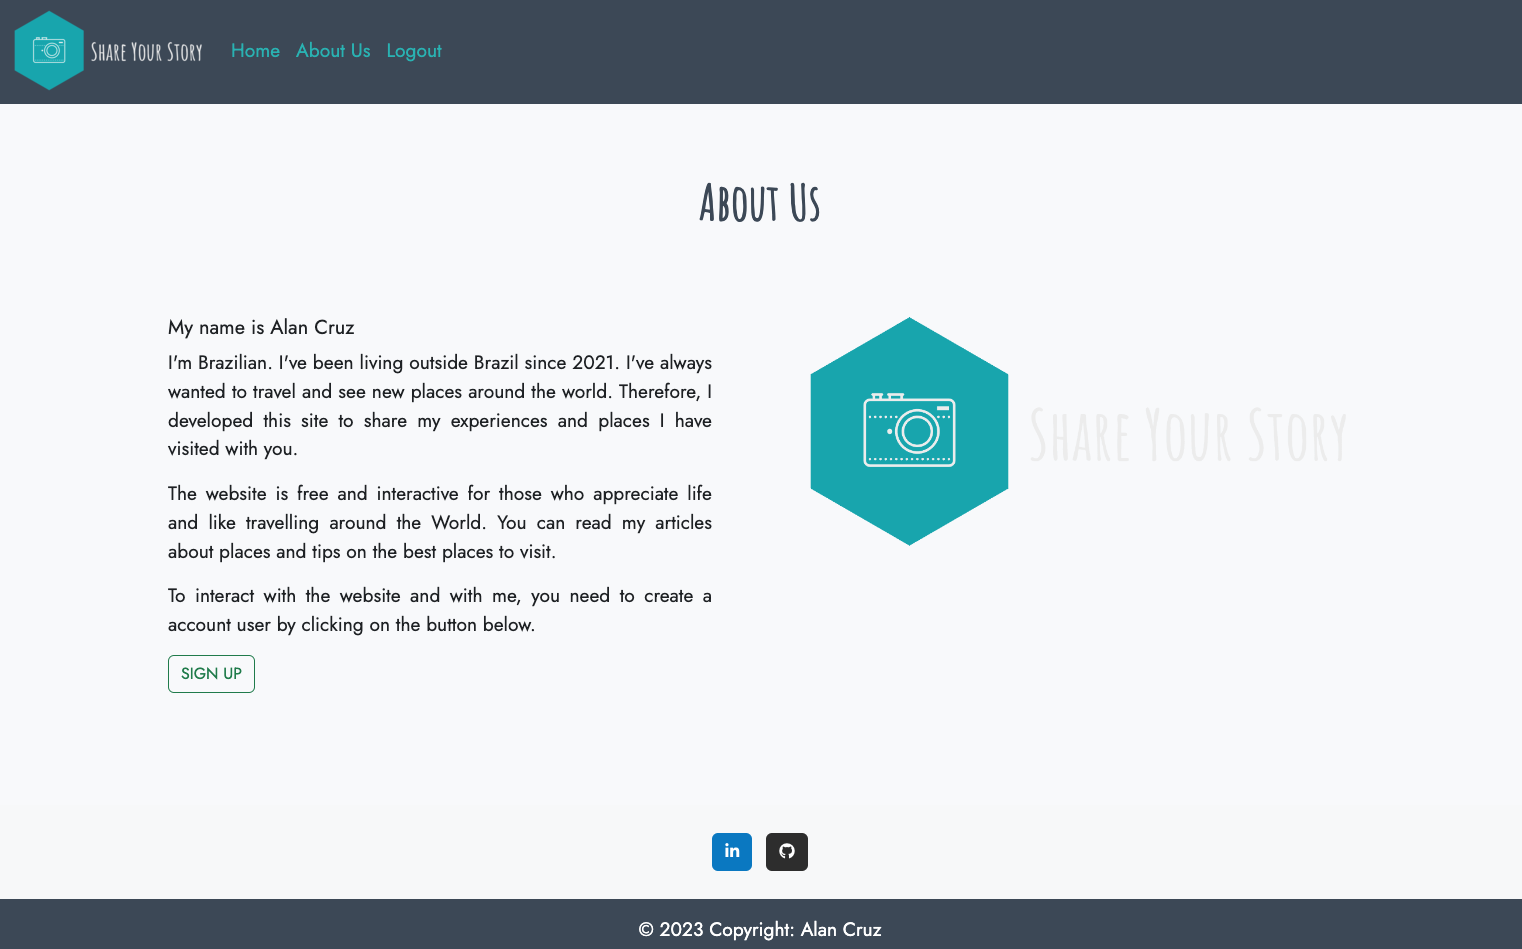 Share Your Story
Home
About Us
Logout
About Us
My name is Alan Cruz
I'm Brazilian. I've been living outside Brazil since 2021. I've always
wanted to travel and see new places around the world. Therefore, I
developed this site to share my experiences and places I have
visited with you.
The website is free and interactive for those who appreciate life
and like travelling around the World. You can read my articles
about places and tips on the best places to visit.
To interact with the website and with me, you need to create a
account user by clicking on the button below.
SIGN UP
Share Your Story
in
© 2023 Copyright: Alan Cruz